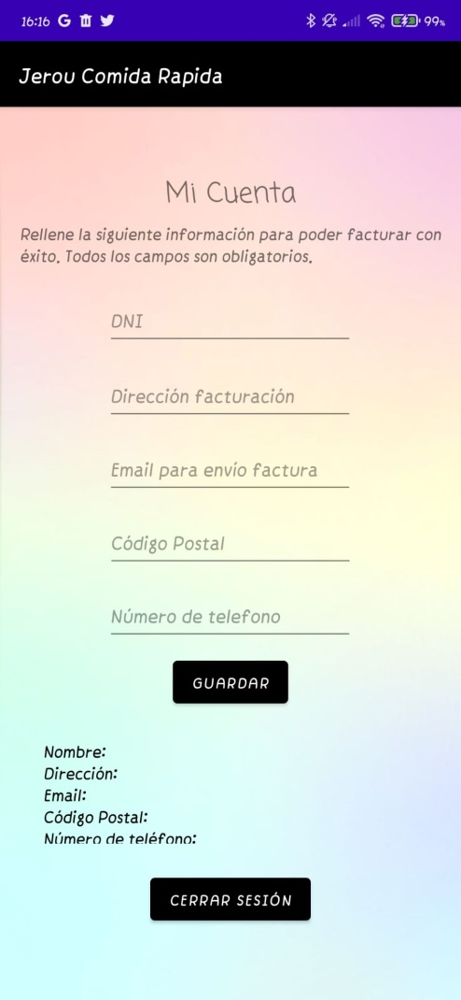 16:16
99%
Jerou Comida Rapida
Mi Cuenta
Rellene la siguiente información para poder facturar con
éxito. Todos los campos son obligatorios.
DNI
Dirección facturación
Email para envío factura
Código Postal
Número de telefono
GUARDAR
Nombre:
Dirección:
Email:
Código Postal:
Número de teléfono:
CERRAR SESIÓN